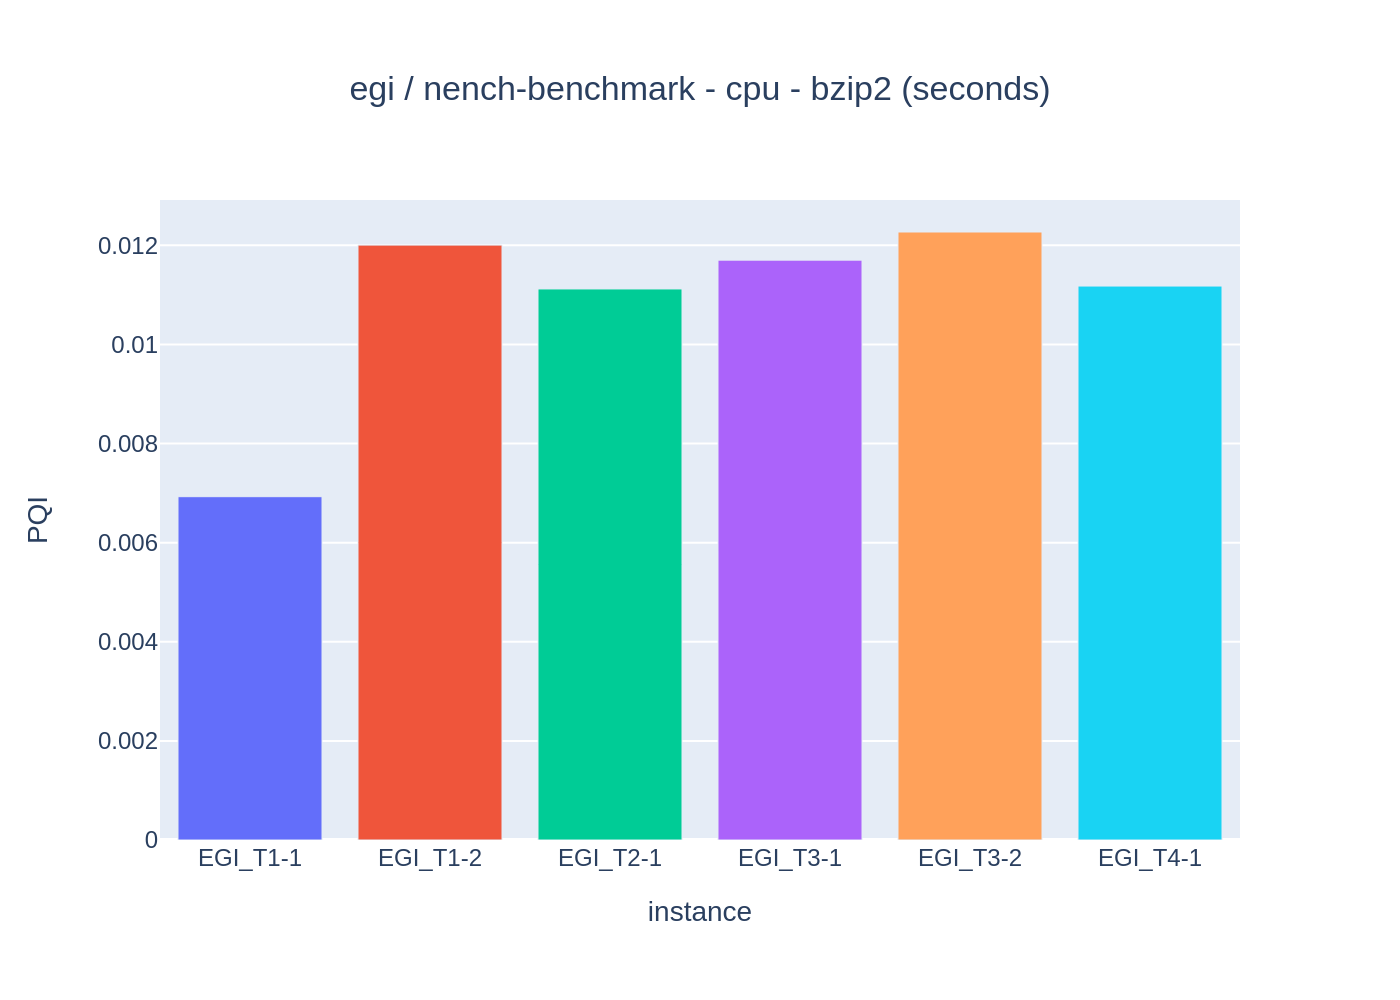 egi / nench-benchmark - cpu - bzip2 (seconds)
PQI
0.012
0.01
0.008
0.006
0.004
0.002
0
EGI_T1-1 EGI_T1-2 EGI_T2-1 EGI_T3-1 EGI_T3-2 EGI_T4-1
instance